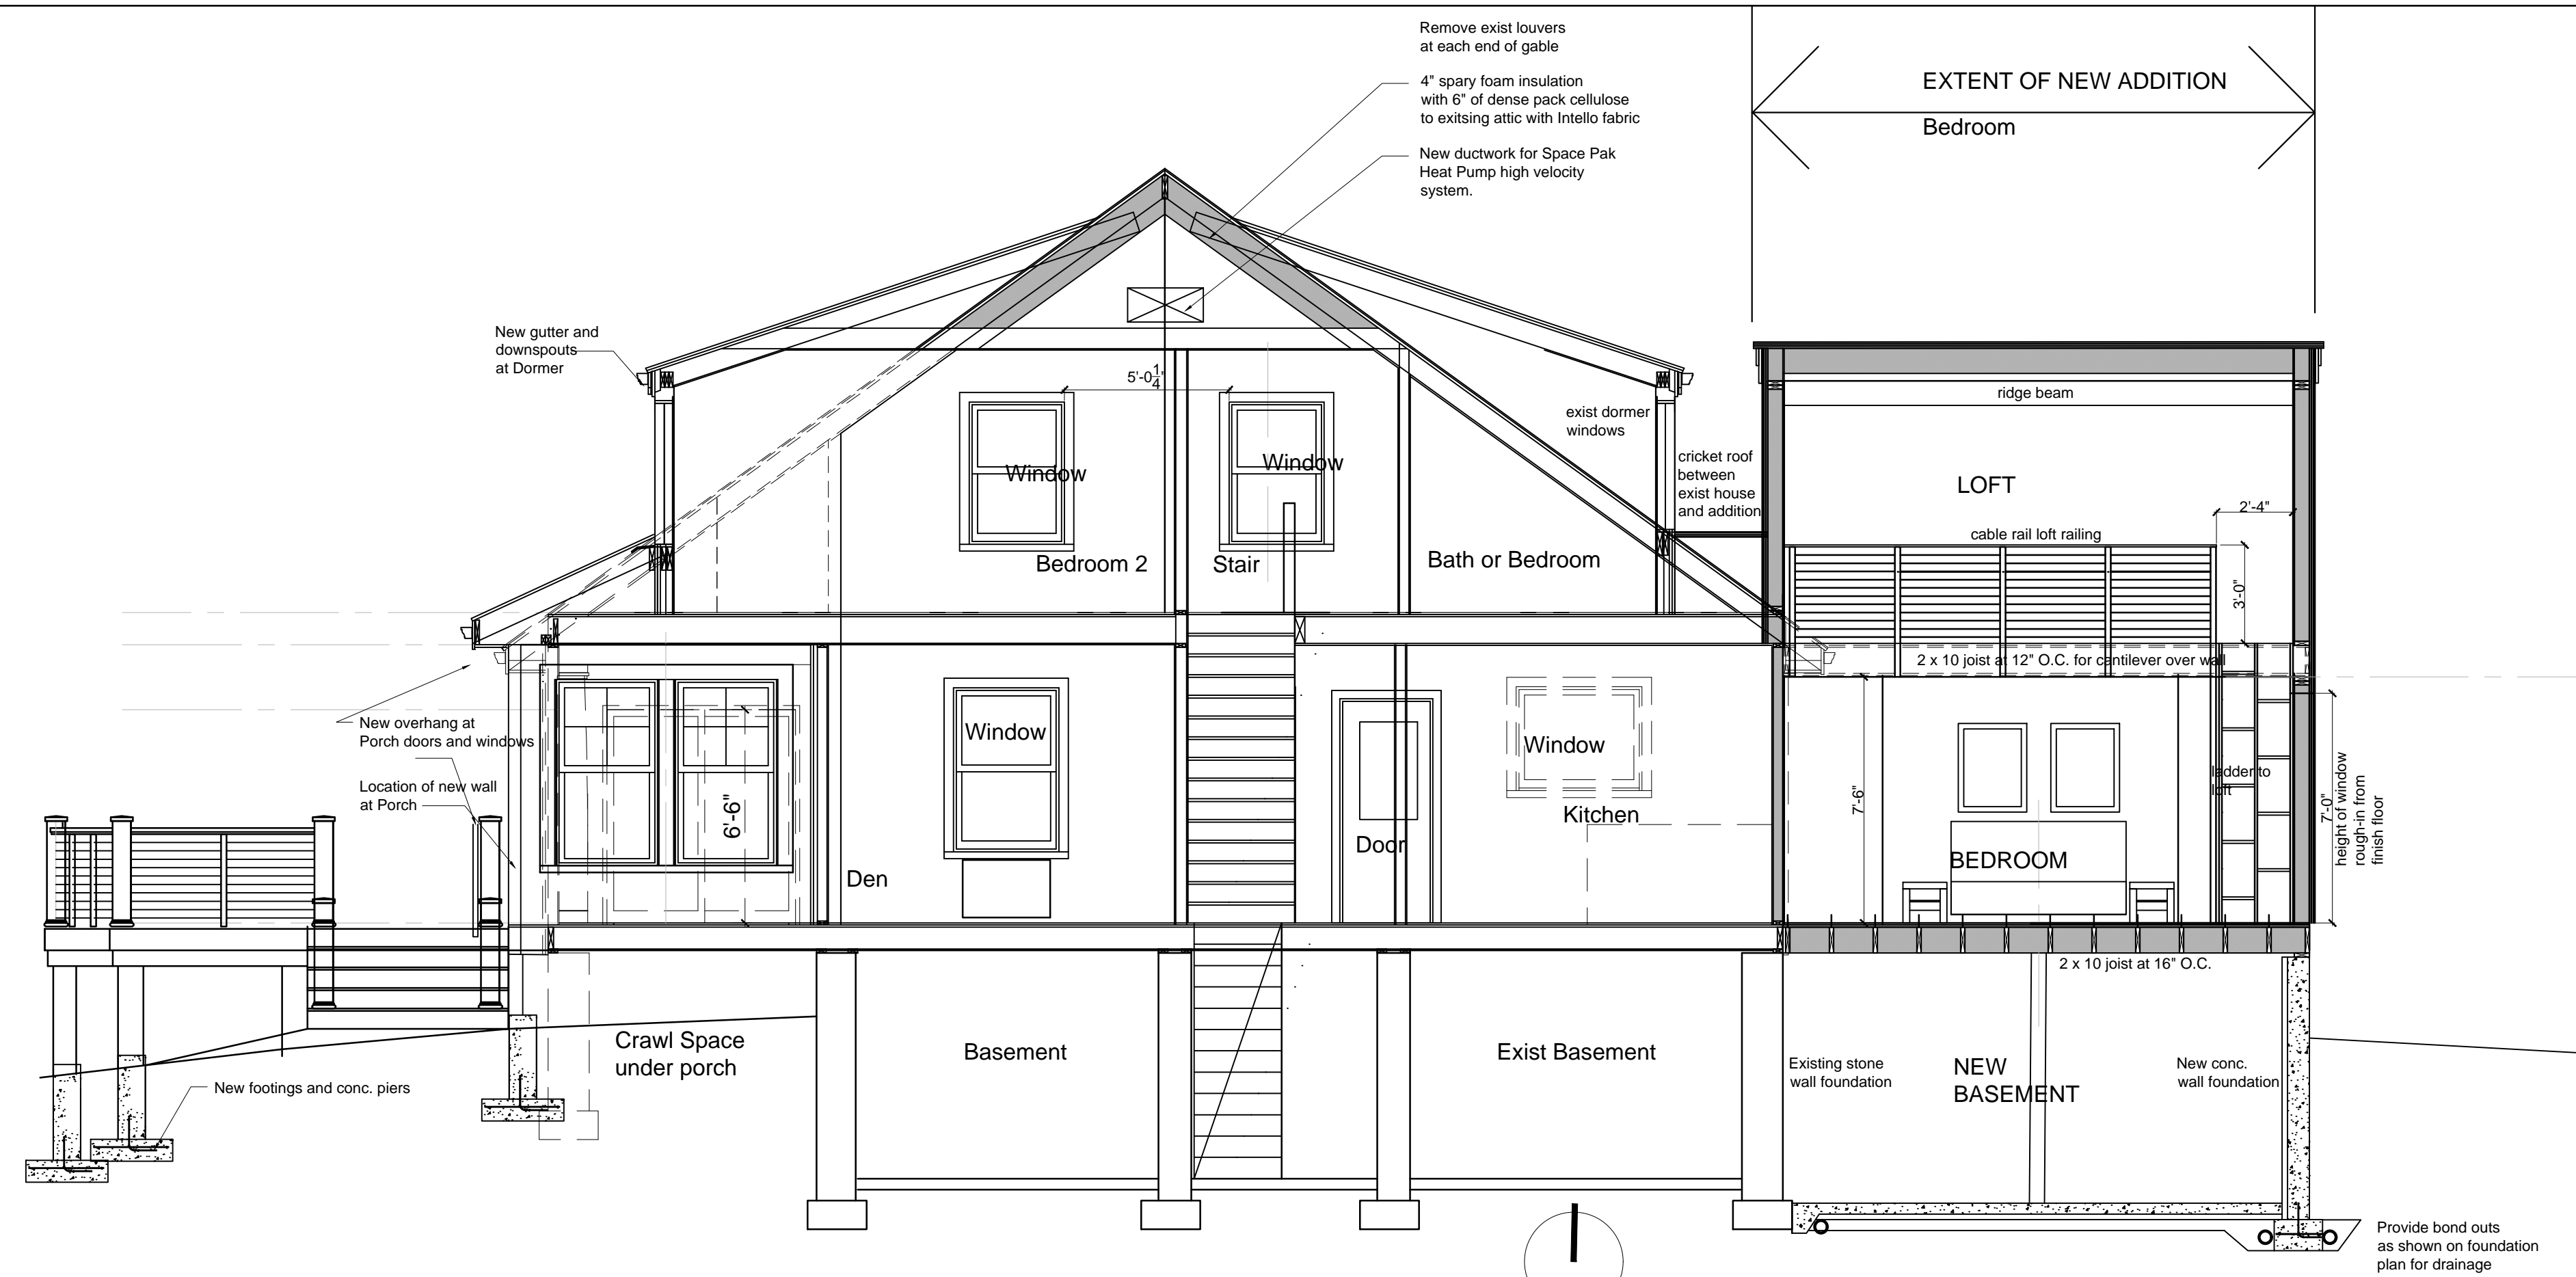 Remove exist louvers
at each end of gable
4" spary foam insulation
with 6" of dense pack cellulose
to exitsing attic with Intello fabric
New ductwork for Space Pak
Heat Pump high velocity
system.
EXTENT OF NEW ADDITION
Bedroom
New gutter and
downspouts
at Dormer
5'-0 1/4"
ridge beam
exist dormer
windows
cricket roof
between
exist house
and addition
Window
Window
LOFT
2'-4"
cable rail loft railing
Bedroom 2
Stair
Bath or Bedroom
3'-0"
2 x 10 joist at 12" O.C. for cantilever over wall
New overhang at
Porch doors and windows
Location of new wall
at Porch
6'-6"
Window
Window
Kitchen
Door
Den
7'-6"
ladder to
loft
7'-0"
height of window
rough-in from
finish floor
BEDROOM
2 x 10 joist at 16" O.C.
Crawl Space
under porch
Basement
Exist Basement
Existing stone
wall foundation
NEW
BASEMENT
New conc.
wall foundation
New footings and conc. piers
Provide bond outs
as shown on foundation
plan for drainage